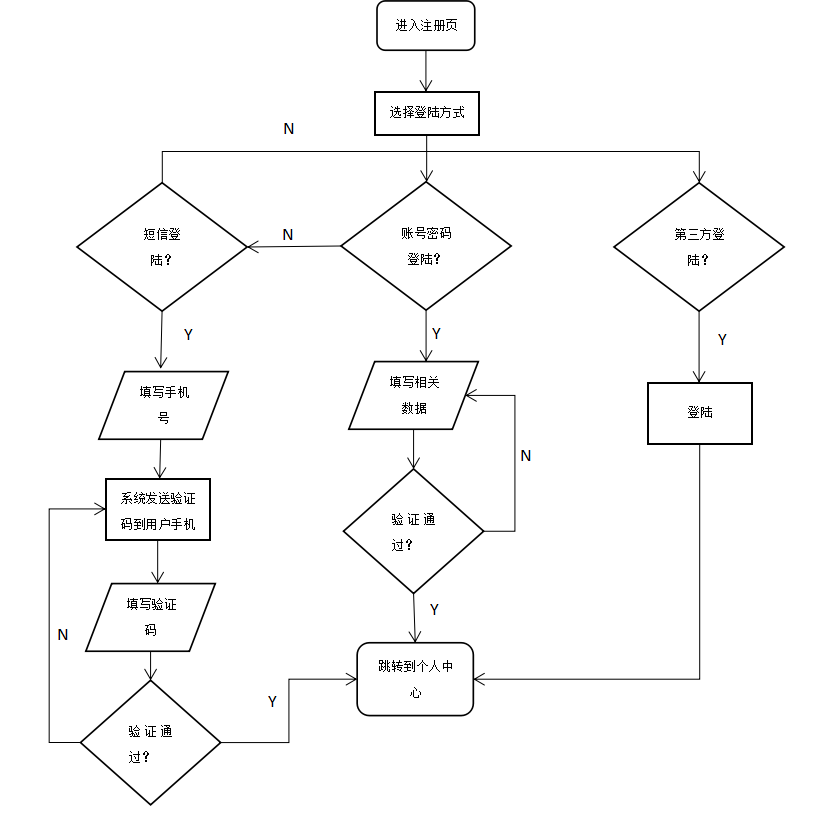 进入注册页
选择登陆方式
N
短信登
陆?
N
账号密码
登陆?
第三方登
陆?
Y
Y
Y
填写手机
号
填写相关
数据
登陆
N
系统发送验证
码到用户手机
验 证 通
过?
填写验证
码
Y
N
跳转到个人中
心
Y
验 证 通
过?